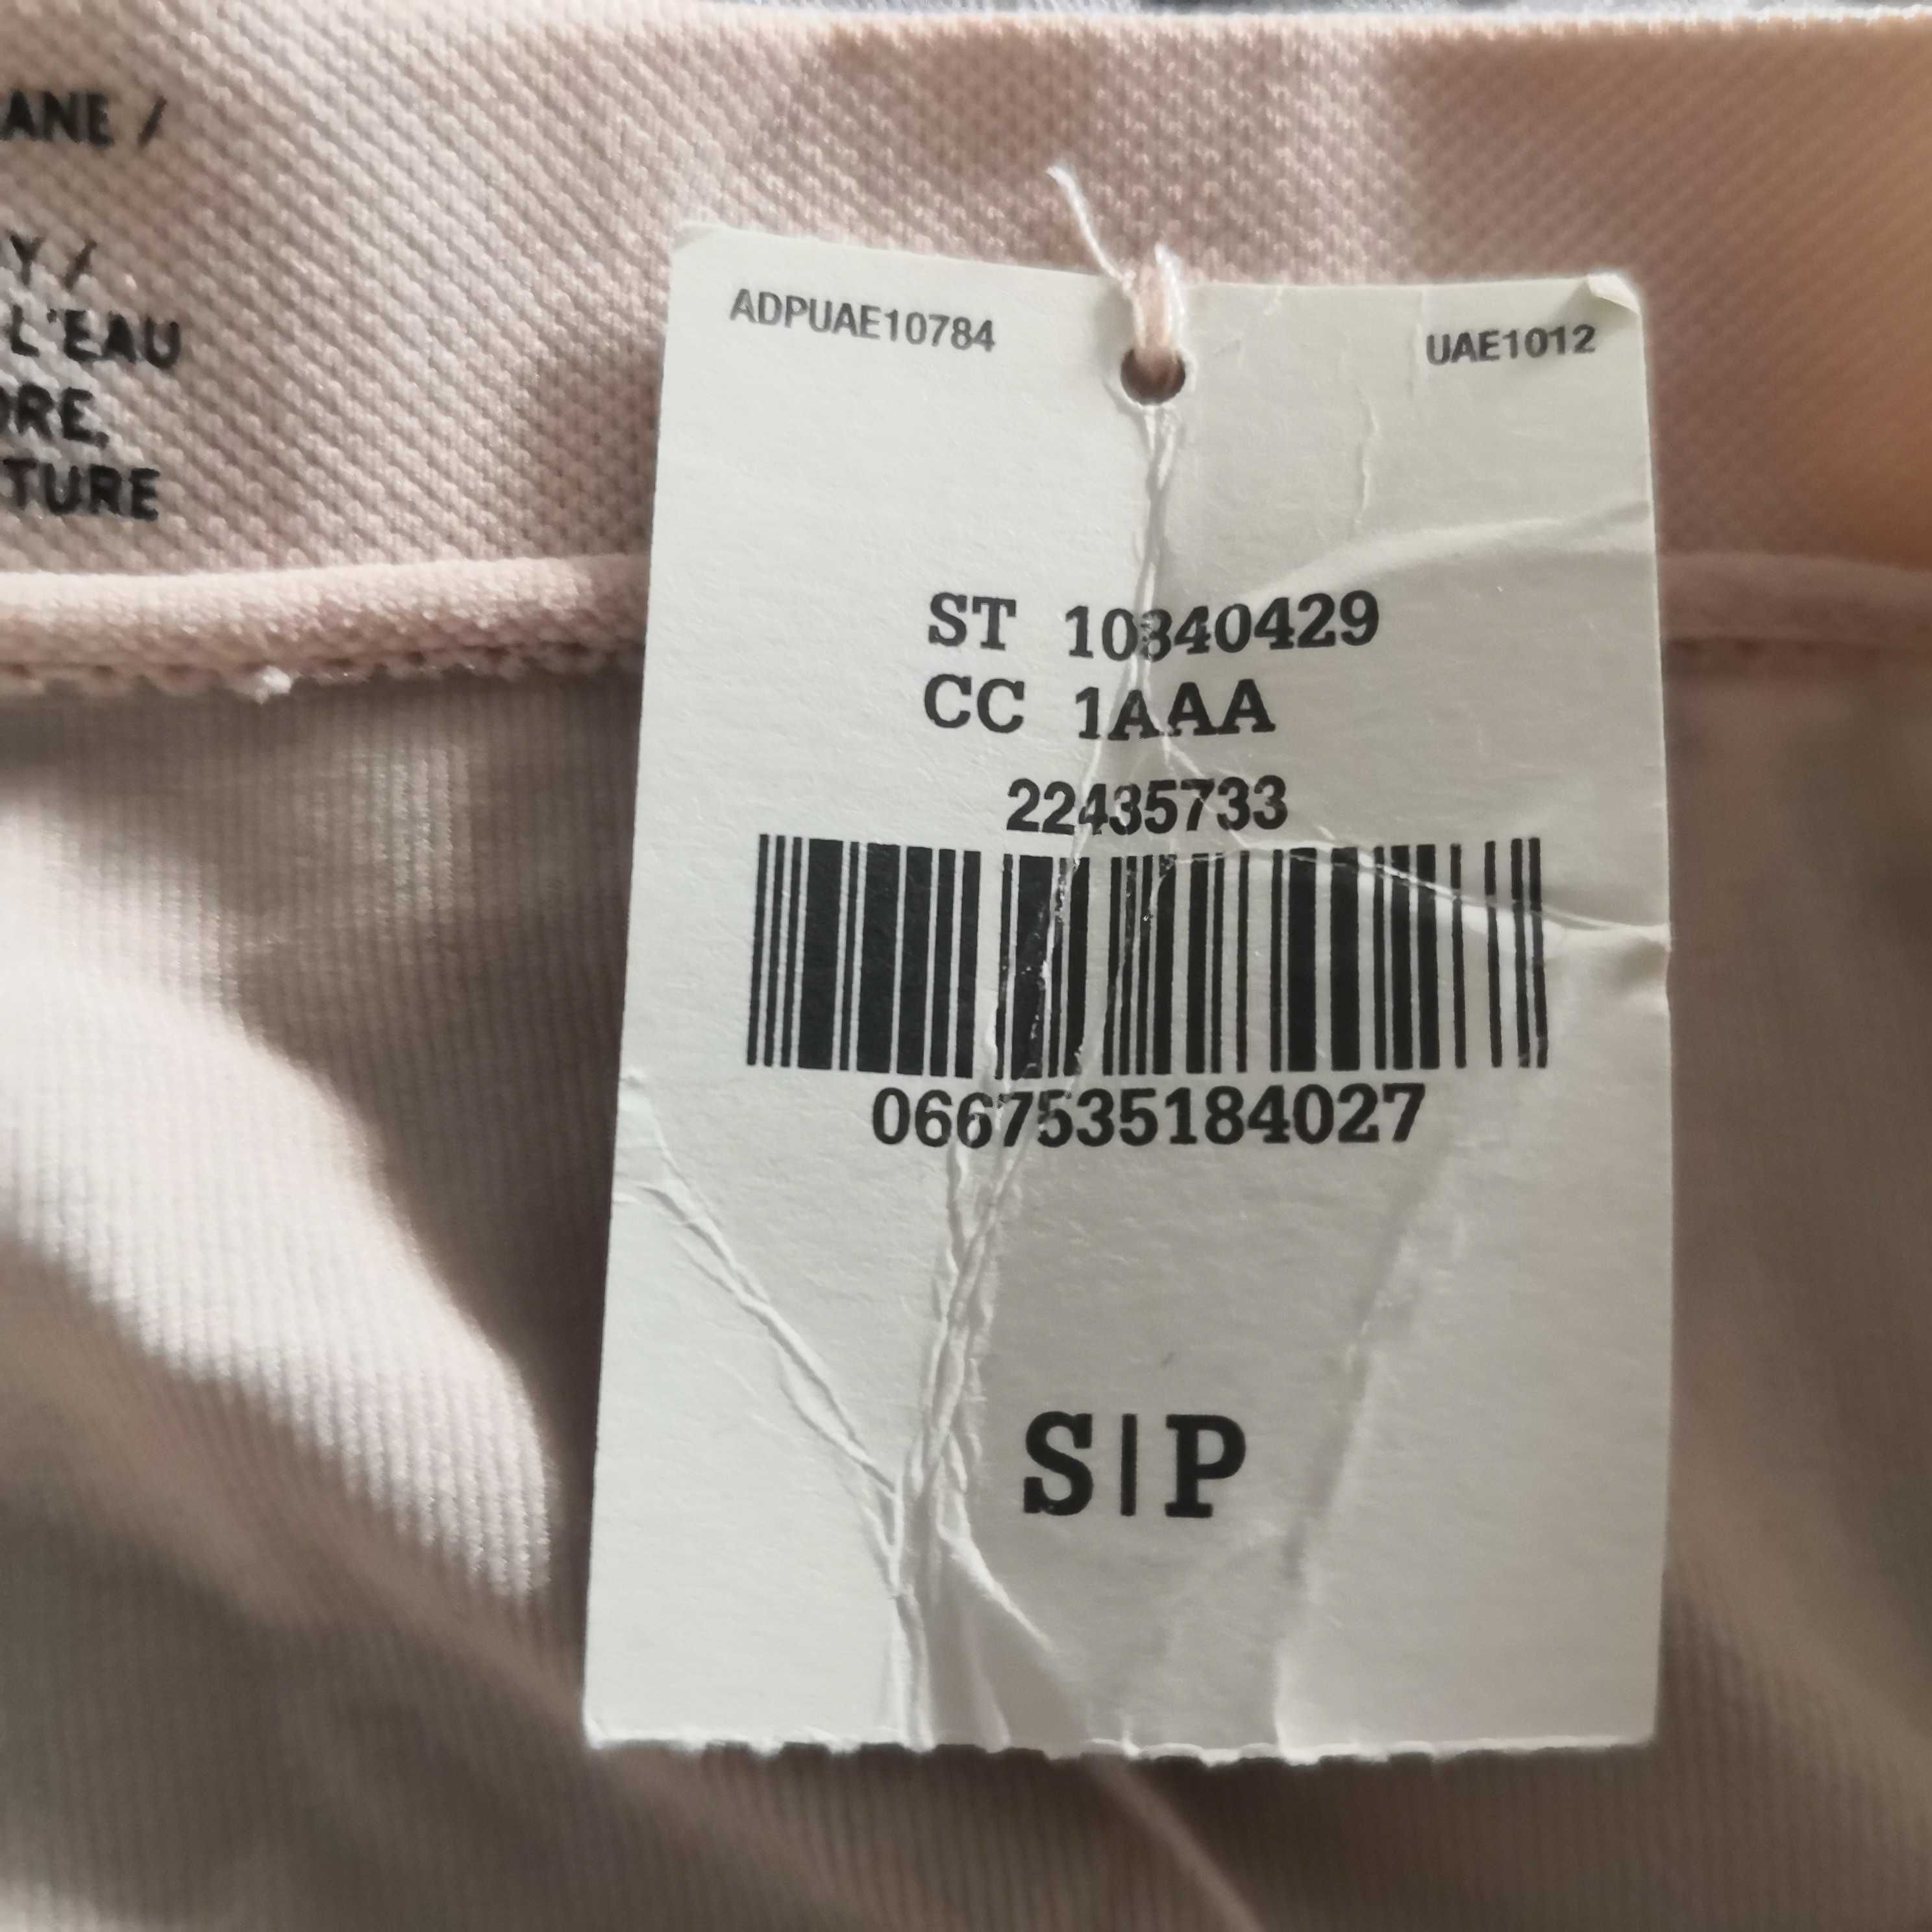 ANE /
Y /
L'EAU
ORE,
TURE
ADPUAE10784
UAE1012
ST 10340429
CC 1AAA
22435733
0667535184027
S|P